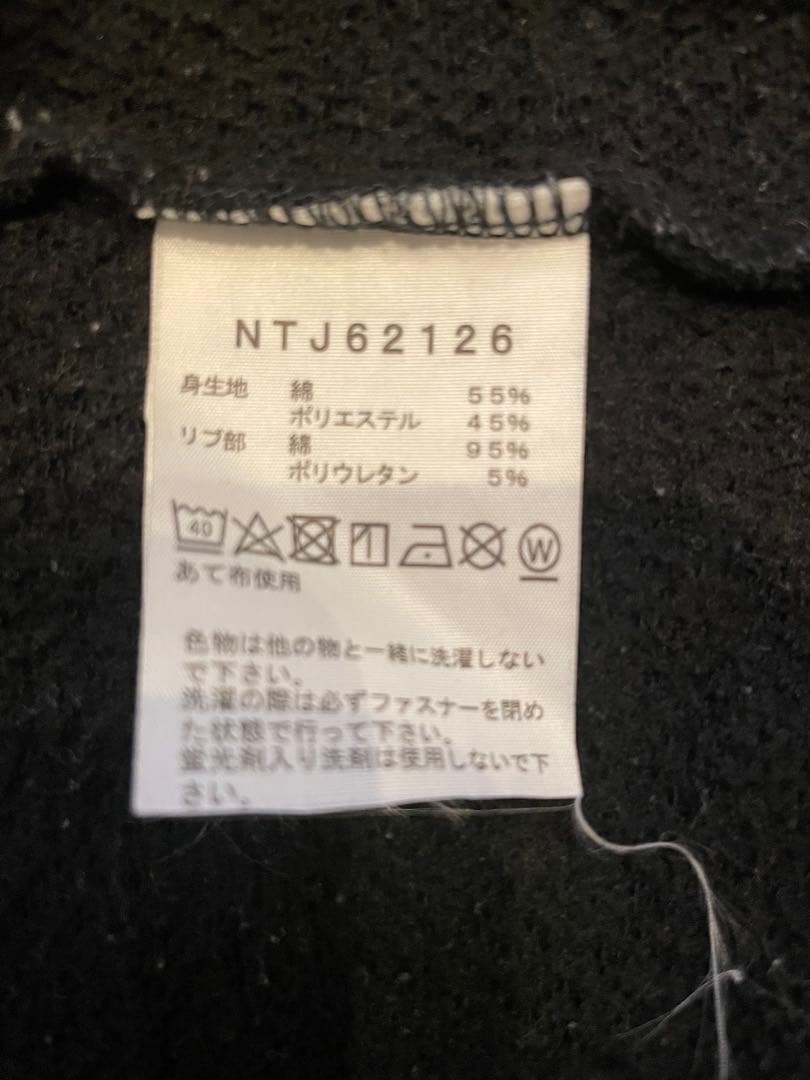 NTJ62126
身生地 綿 55%
ポリエステル 45%
リブ部 綿 95%
ポリウレタン 5%
40 W
あて布使用
色物は他の物と一緒に洗濯しない
で下さい。
洗濯の際は必ずファスナーを閉め
た状態で行って下さい。
蛍光剤入り洗剤は使用しないで下
さい。